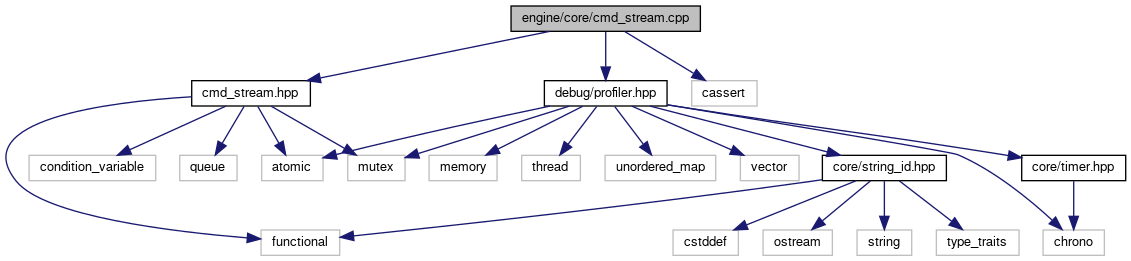 engine/core/cmd_stream.cpp
cmd_stream.hpp
debug/profiler.hpp
cassert
condition_variable
queue
atomic
mutex
memory
thread
unordered_map
vector
core/string_id.hpp
core/timer.hpp
functional
cstddef
ostream
string
type_traits
chrono